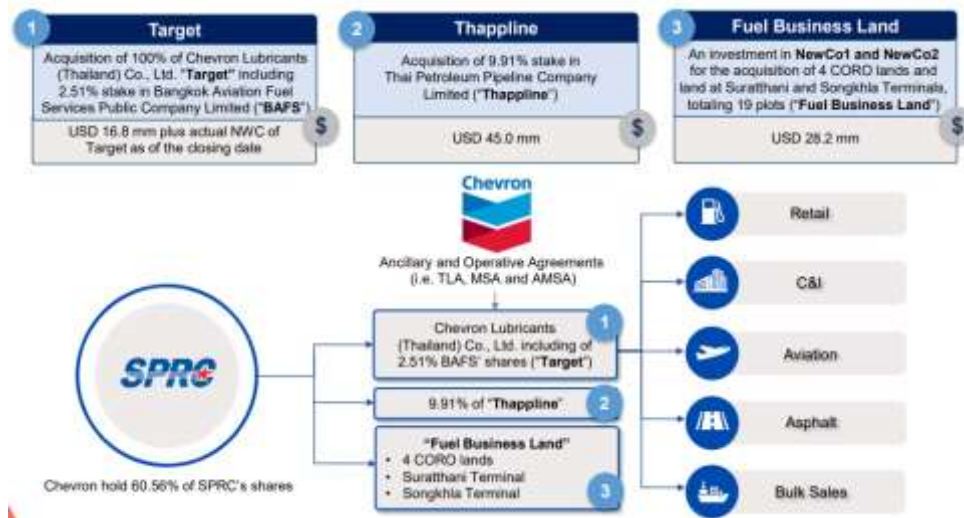 1
Target
Acquisition of 100% of Chevron Lubricants
(Thailand) Co., Ltd. "Target" including
2.51% stake in Bangkok Aviation Fuel
Services Public Company Limited ("BAFS")
$
USD 16.8 mm plus actual NWC of
Target as of the closing date
2
Thappline
Acquisition of 9.91% stake in
Thai Petroleum Pipeline Company
Limited ("Thappline")
$
USD 45.0 mm
3
Fuel Business Land
An investment in NewCo1 and NewCo2
for the acquisition of 4 CORO lands and
land at Suratthani and Songkhla Terminals,
totaling 19 plots ("Fuel Business Land")
$
USD 28.2 mm
Chevron
Ancillary and Operative Agreements
(i.e. TLA, MSA and AMSA)
SPRC
Chevron hold 60.56% of SPRC's shares
1
Chevron Lubricants
(Thailand) Co., Ltd. including of
2.51% BAFS' shares ("Target")
9.91% of "Thappline"
2
"Fuel Business Land"
• 4 CORO lands
• Suratthani Terminal
• Songkhla Terminal
3
Retail
C&I
Aviation
Asphalt
Bulk Sales